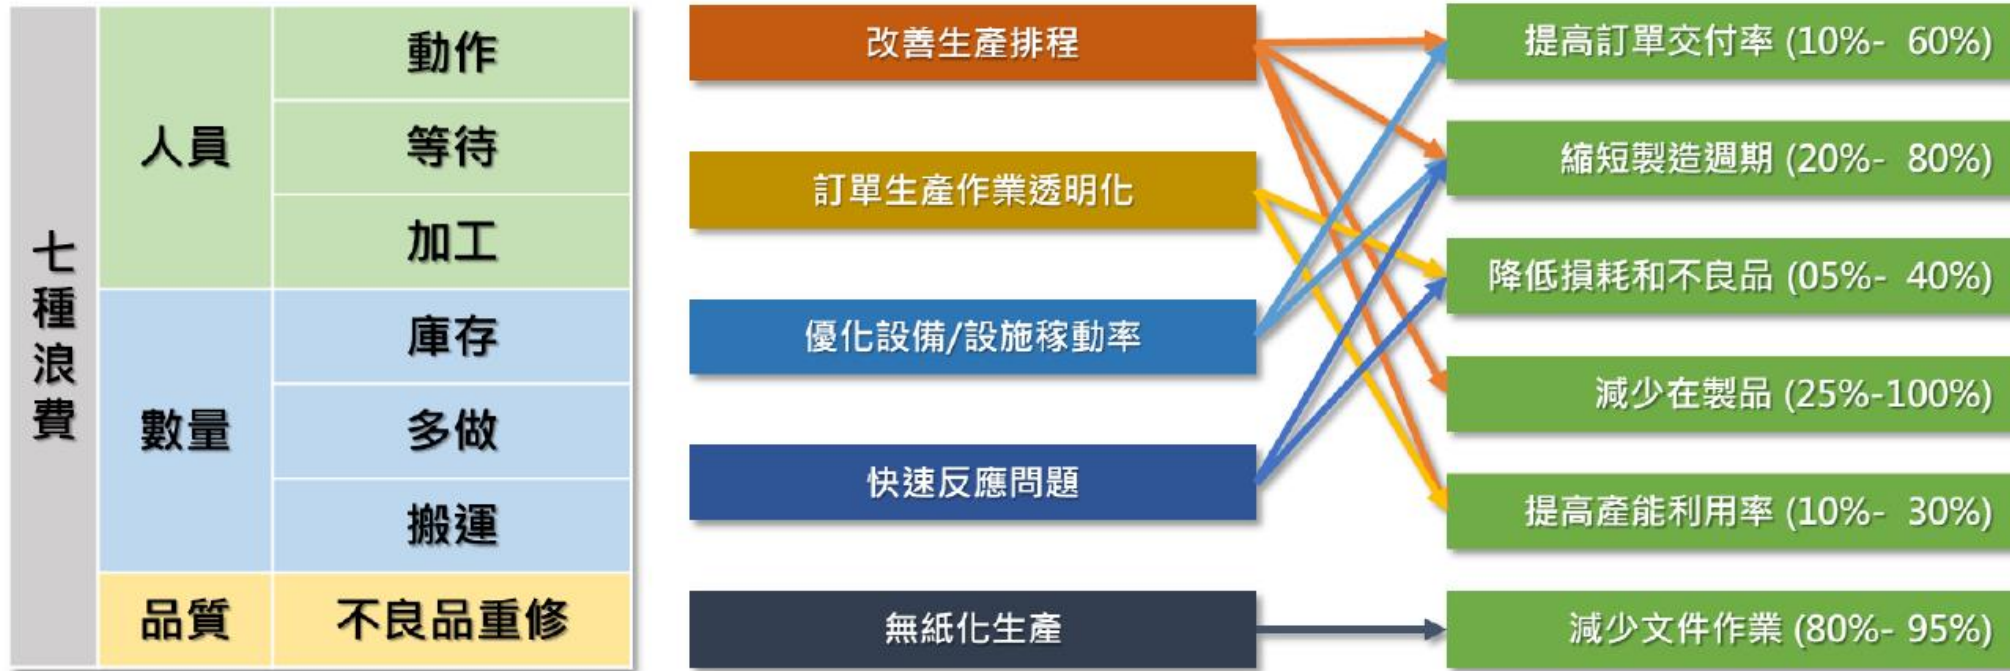 七種浪費
人員
動作
等待
加工
數量
庫存
多做
搬運
品質
不良品重修
改善生產排程
訂單生產作業透明化
優化設備/設施稼動率
快速反應問題
無紙化生產
提高訂單交付率 (10%- 60%)
縮短製造週期 (20%- 80%)
降低損耗和不良品 (05%- 40%)
減少在製品 (25%-100%)
提高產能利用率 (10%- 30%)
減少文件作業 (80%- 95%)